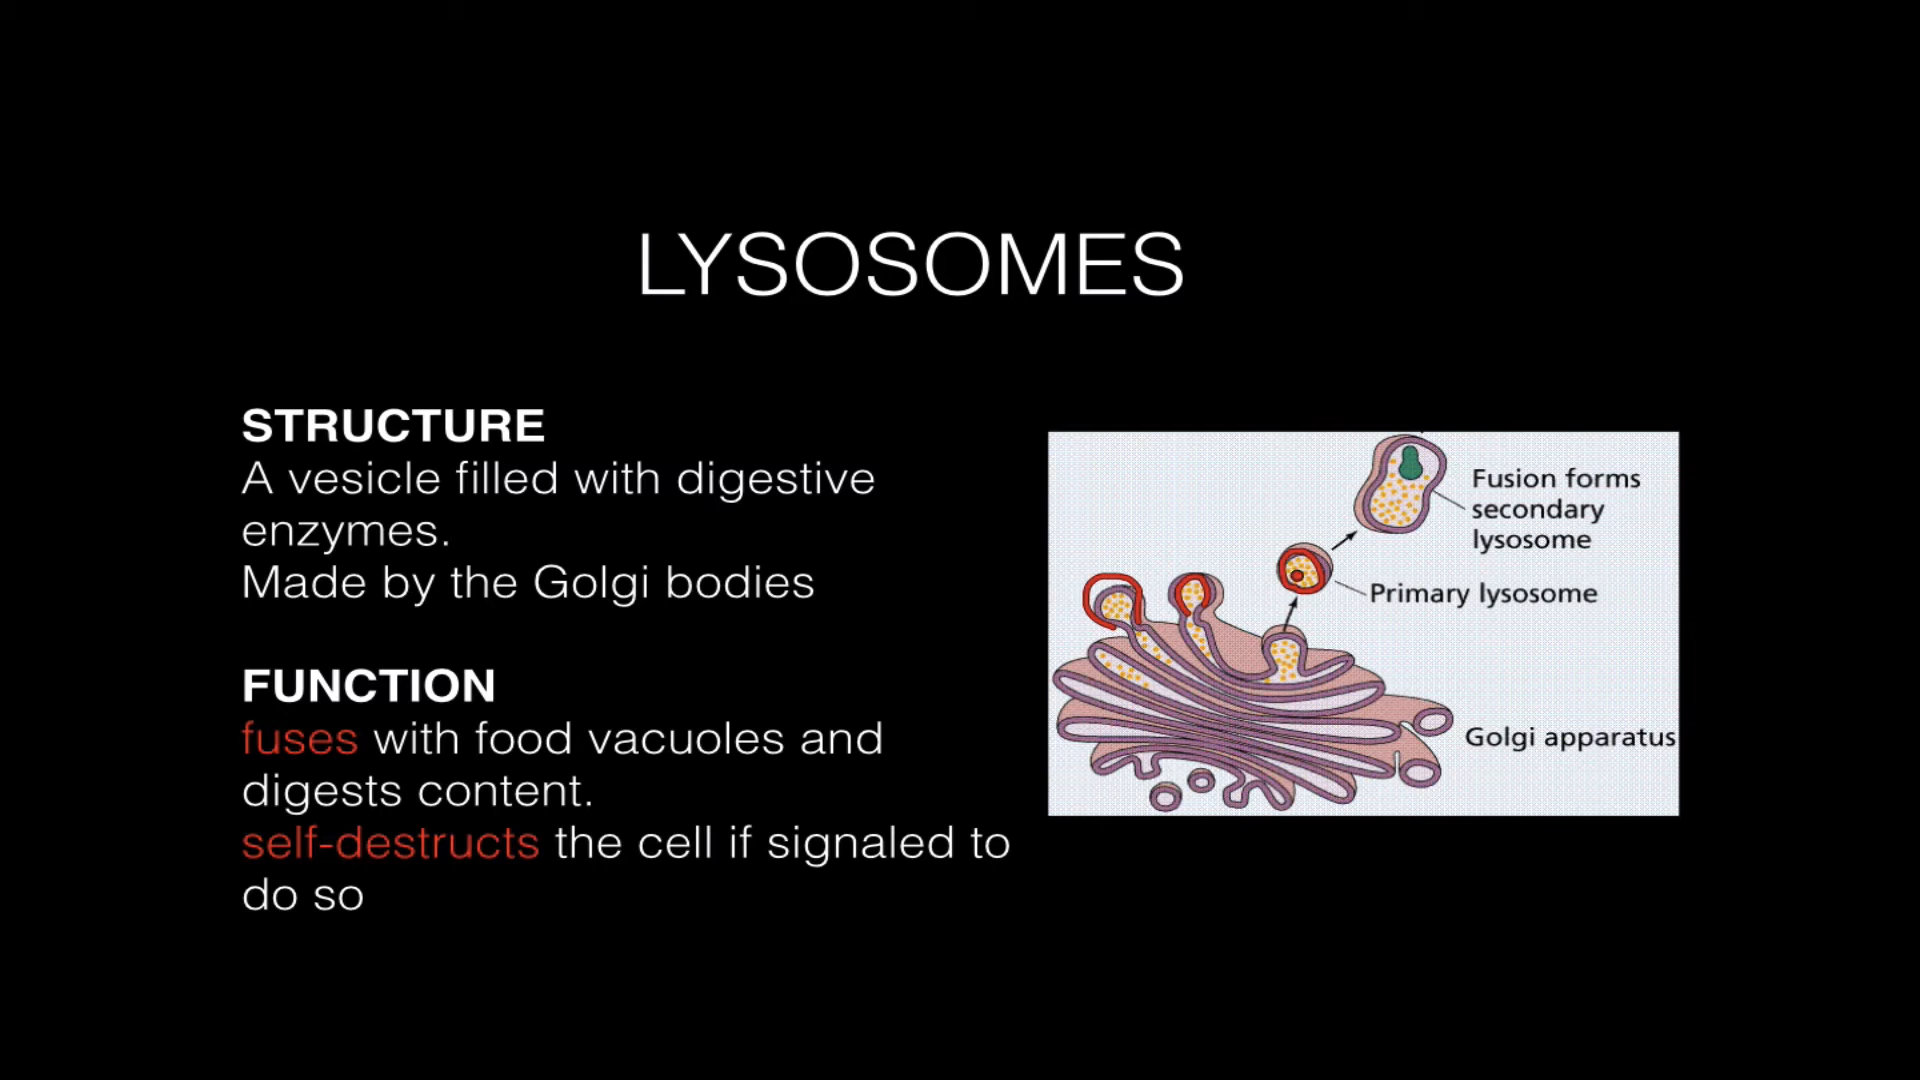 LYSOSOMES
STRUCTURE
A vesicle filled with digestive
enzymes.
Made by the Golgi bodies
FUNCTION
fuses with food vacuoles and
digests content.
self-destructs the cell if signaled to
do so
Fusion forms
secondary
lysosome
Primary lysosome
Golgi apparatus